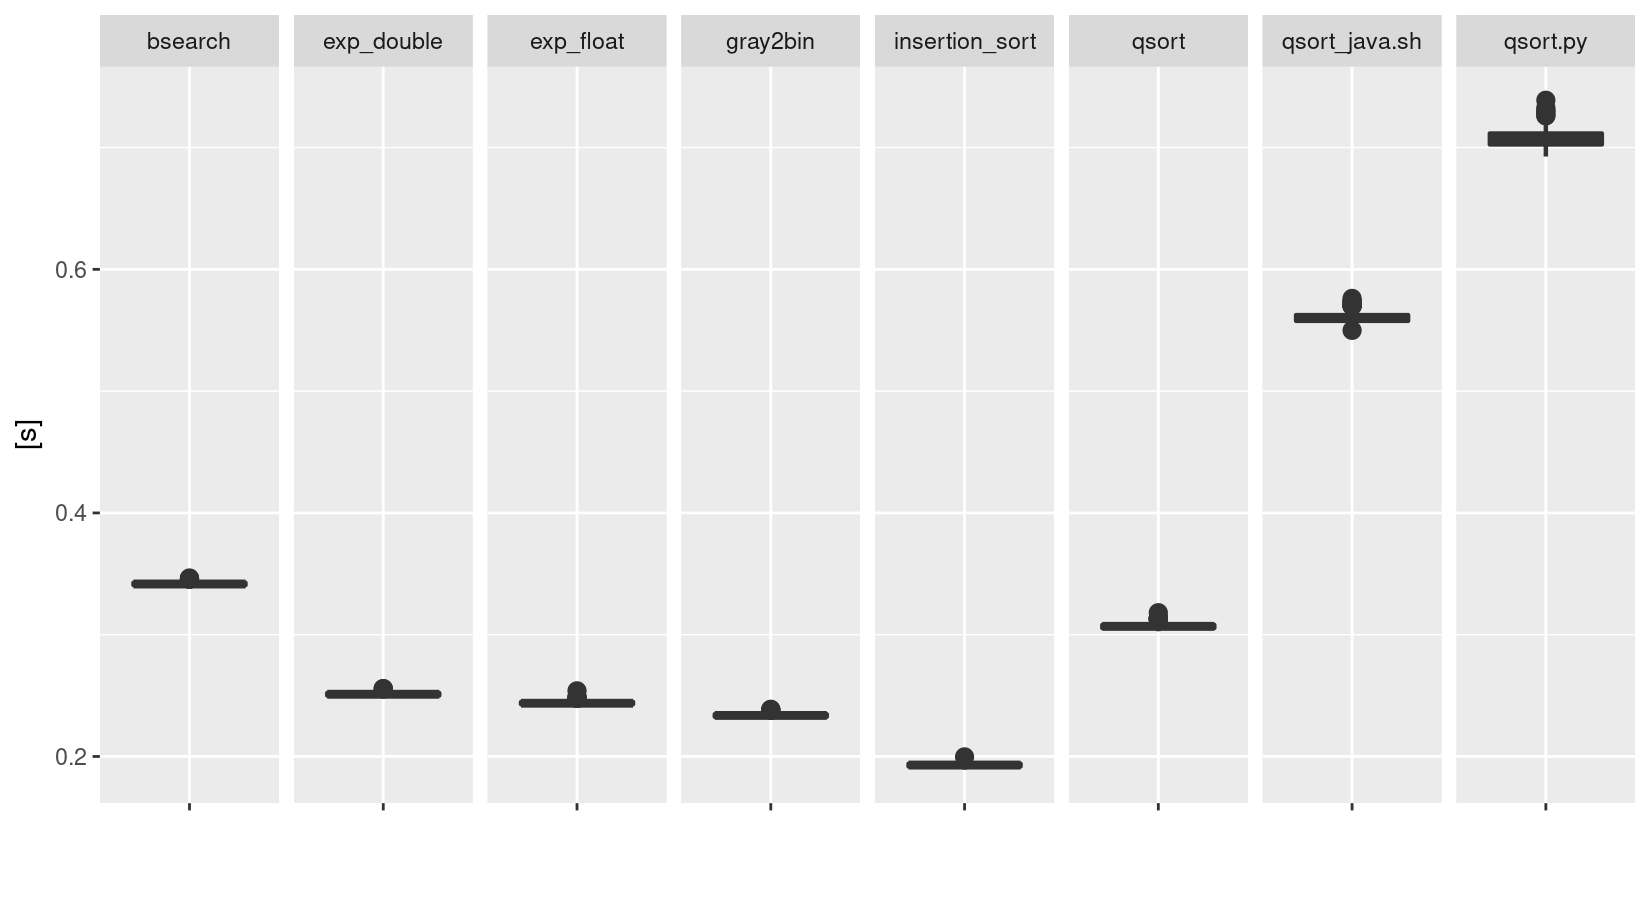 bsearch
exp_double
exp_float
gray2bin
insertion_sort
qsort
qsort_java.sh
qsort.py
[s]
0.6
0.4
0.2